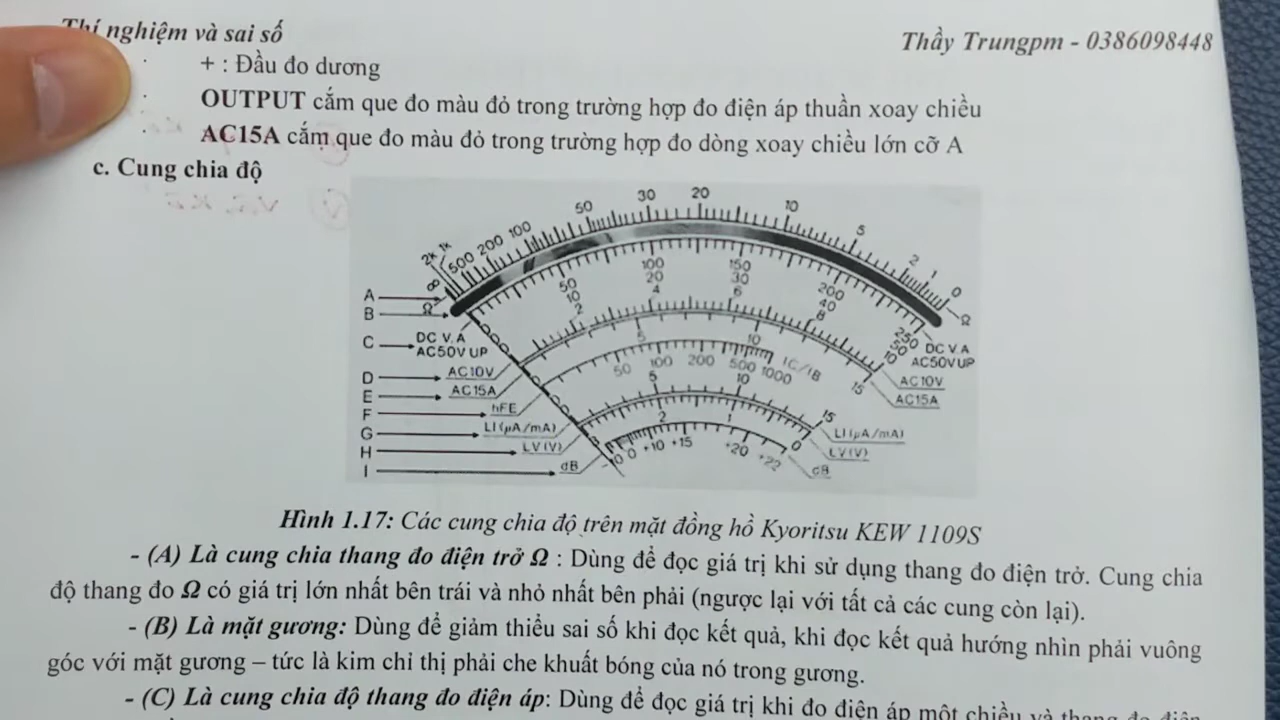 Thí nghiệm và sai số
Thầy Trungpm - 0386098448
+ : Đầu đo dương
OUTPUT cắm que đo màu đỏ trong trường hợp đo điện áp thuần xoay chiều
AC15A cắm que đo màu đỏ trong trường hợp đo dòng xoay chiều lớn cỡ A
c. Cung chia độ
∞ 2k 1k 500 200 100 50 30 20 10 5 2 1 0
Ω Ω
50 100 150 200 250
10 20 30 40 50
2 4 6 8 10
A
B
C DC V.A
AC50V UP
DC V.A
AC50V UP
D AC10V
AC10V
E AC15A
AC15A
5 10 15
F hFE
50 100 200 500 1000 IC/IB
G LI(μA/mA)
5 10 15
LI(μA/mA)
H LV(V)
2 1 0
LV(V)
I dB
-10 0 +10 +15 +20 +22
dB
Hình 1.17: Các cung chia độ trên mặt đồng hồ Kyoritsu KEW 1109S
- (A) Là cung chia thang đo điện trở Ω : Dùng để đọc giá trị khi sử dụng thang đo điện trở. Cung chia
độ thang đo Ω có giá trị lớn nhất bên trái và nhỏ nhất bên phải (ngược lại với tất cả các cung còn lại).
- (B) Là mặt gương: Dùng để giảm thiểu sai số khi đọc kết quả, khi đọc kết quả hướng nhìn phải vuông
góc với mặt gương – tức là kim chỉ thị phải che khuất bóng của nó trong gương.
- (C) Là cung chia độ thang đo điện áp: Dùng để đọc giá trị khi đo điện áp một chiều và thang đo điện